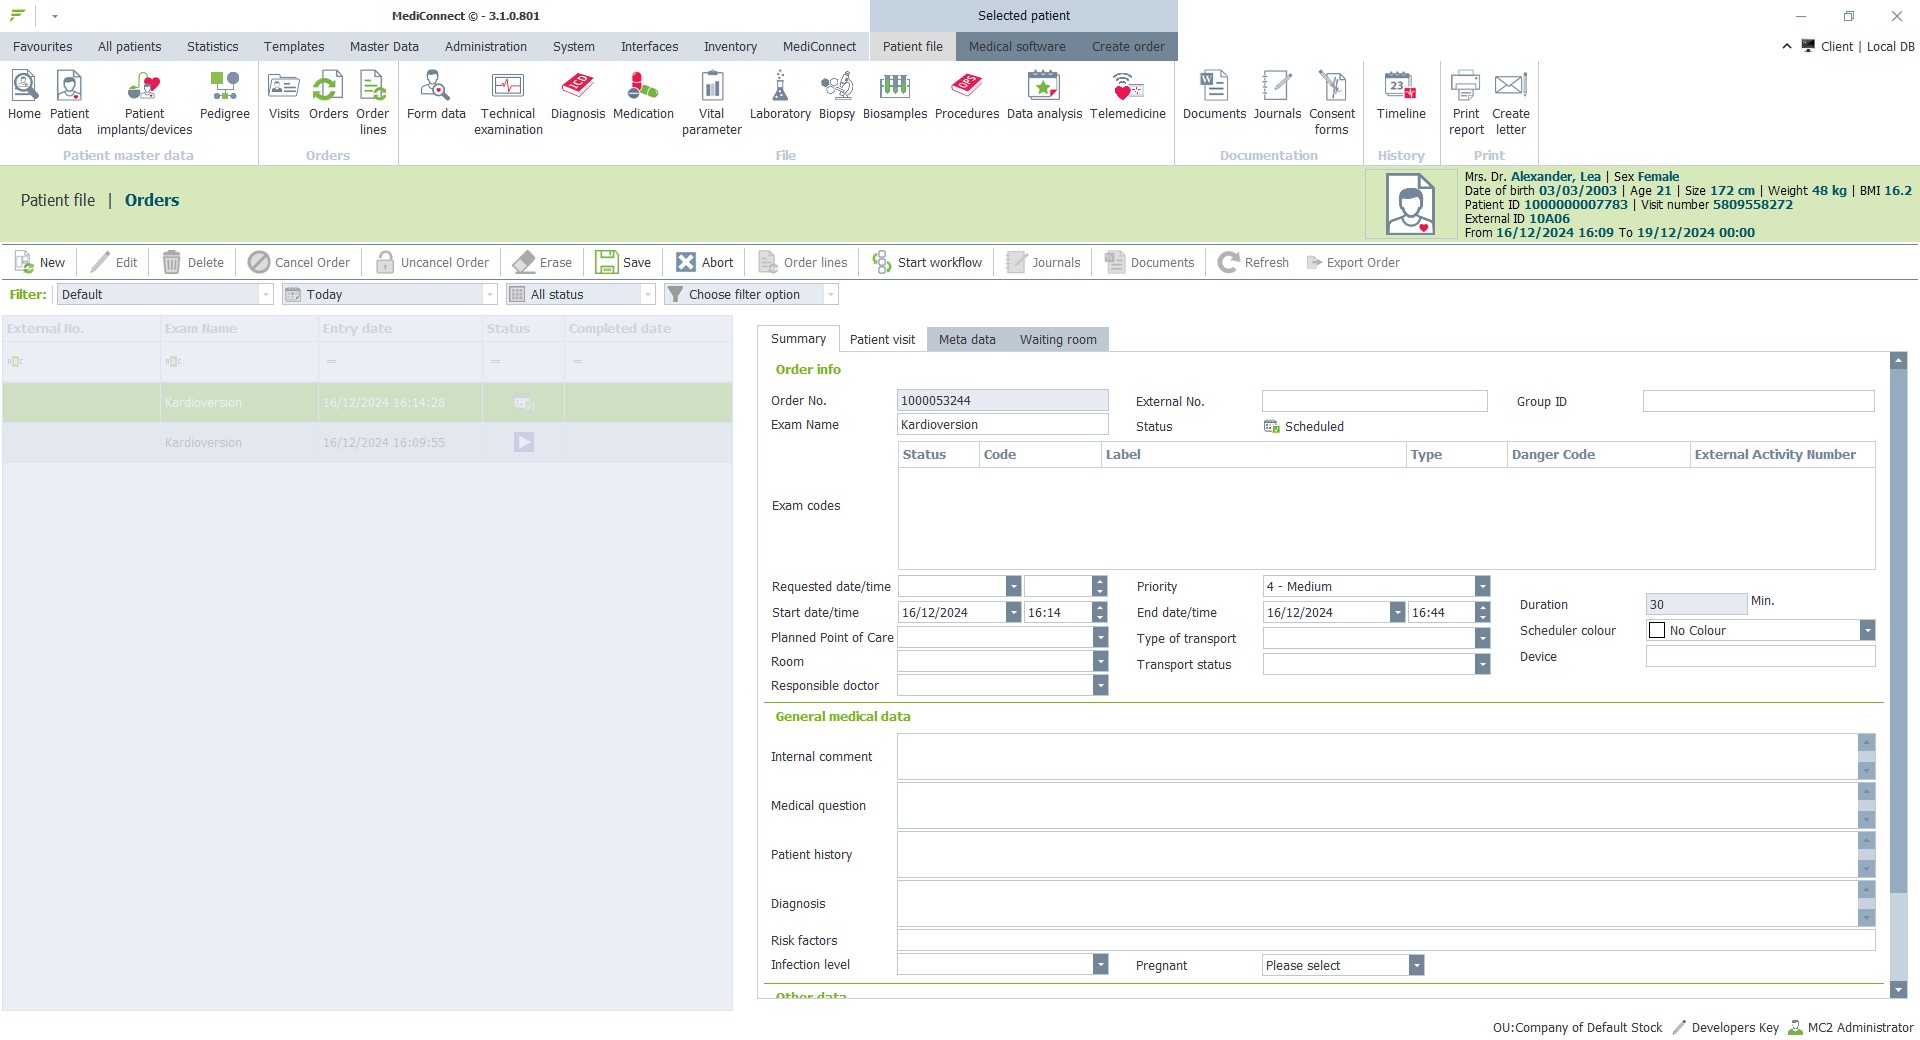 MediConnect © - 3.1.0.801
Selected patient
Favourites All patients Statistics Templates Master Data Administration System Interfaces Inventory MediConnect Patient file Medical software Create order Client | Local DB
Home Patient data Patient implants/devices Pedigree Visits Orders Order lines Form data Technical examination Diagnosis Medication Vital parameter Laboratory Biopsy Biosamples Procedures Data analysis Telemedicine Documents Journals Consent forms Timeline Print report Create letter
Patient master data Orders File Documentation History Print
Patient file | Orders
Mrs. Dr. Alexander, Lea | Sex Female
Date of birth 03/03/2003 | Age 21 | Size 172 cm | Weight 48 kg | BMI 16.2
Patient ID 1000000007783 | Visit number 5809558272
External ID 10A06
From 16/12/2024 16:09 To 19/12/2024 00:00
New Edit Delete Cancel Order Uncancel Order Erase Save Abort Order lines Start workflow Journals Documents Refresh Export Order
Filter: Default Today All status Choose filter option
External No. Exam Name Entry date Status Completed date
Kardioversion 16/12/2024 16:14:28
Kardioversion 16/12/2024 16:09:55
Summary Patient visit Meta data Waiting room
Order info
Order No. 1000053244 External No. Group ID
Exam Name Kardioversion Status Scheduled
Status Code Label Type Danger Code External Activity Number
Exam codes
Requested date/time Priority 4 - Medium
Start date/time 16/12/2024 16:14 End date/time 16/12/2024 16:44 Duration 30 Min.
Planned Point of Care Type of transport Scheduler colour No Colour
Room Transport status Device
Responsible doctor
General medical data
Internal comment
Medical question
Patient history
Diagnosis
Risk factors
Infection level Pregnant Please select
Other data
OU:Company of Default Stock Developers Key MC2 Administrator